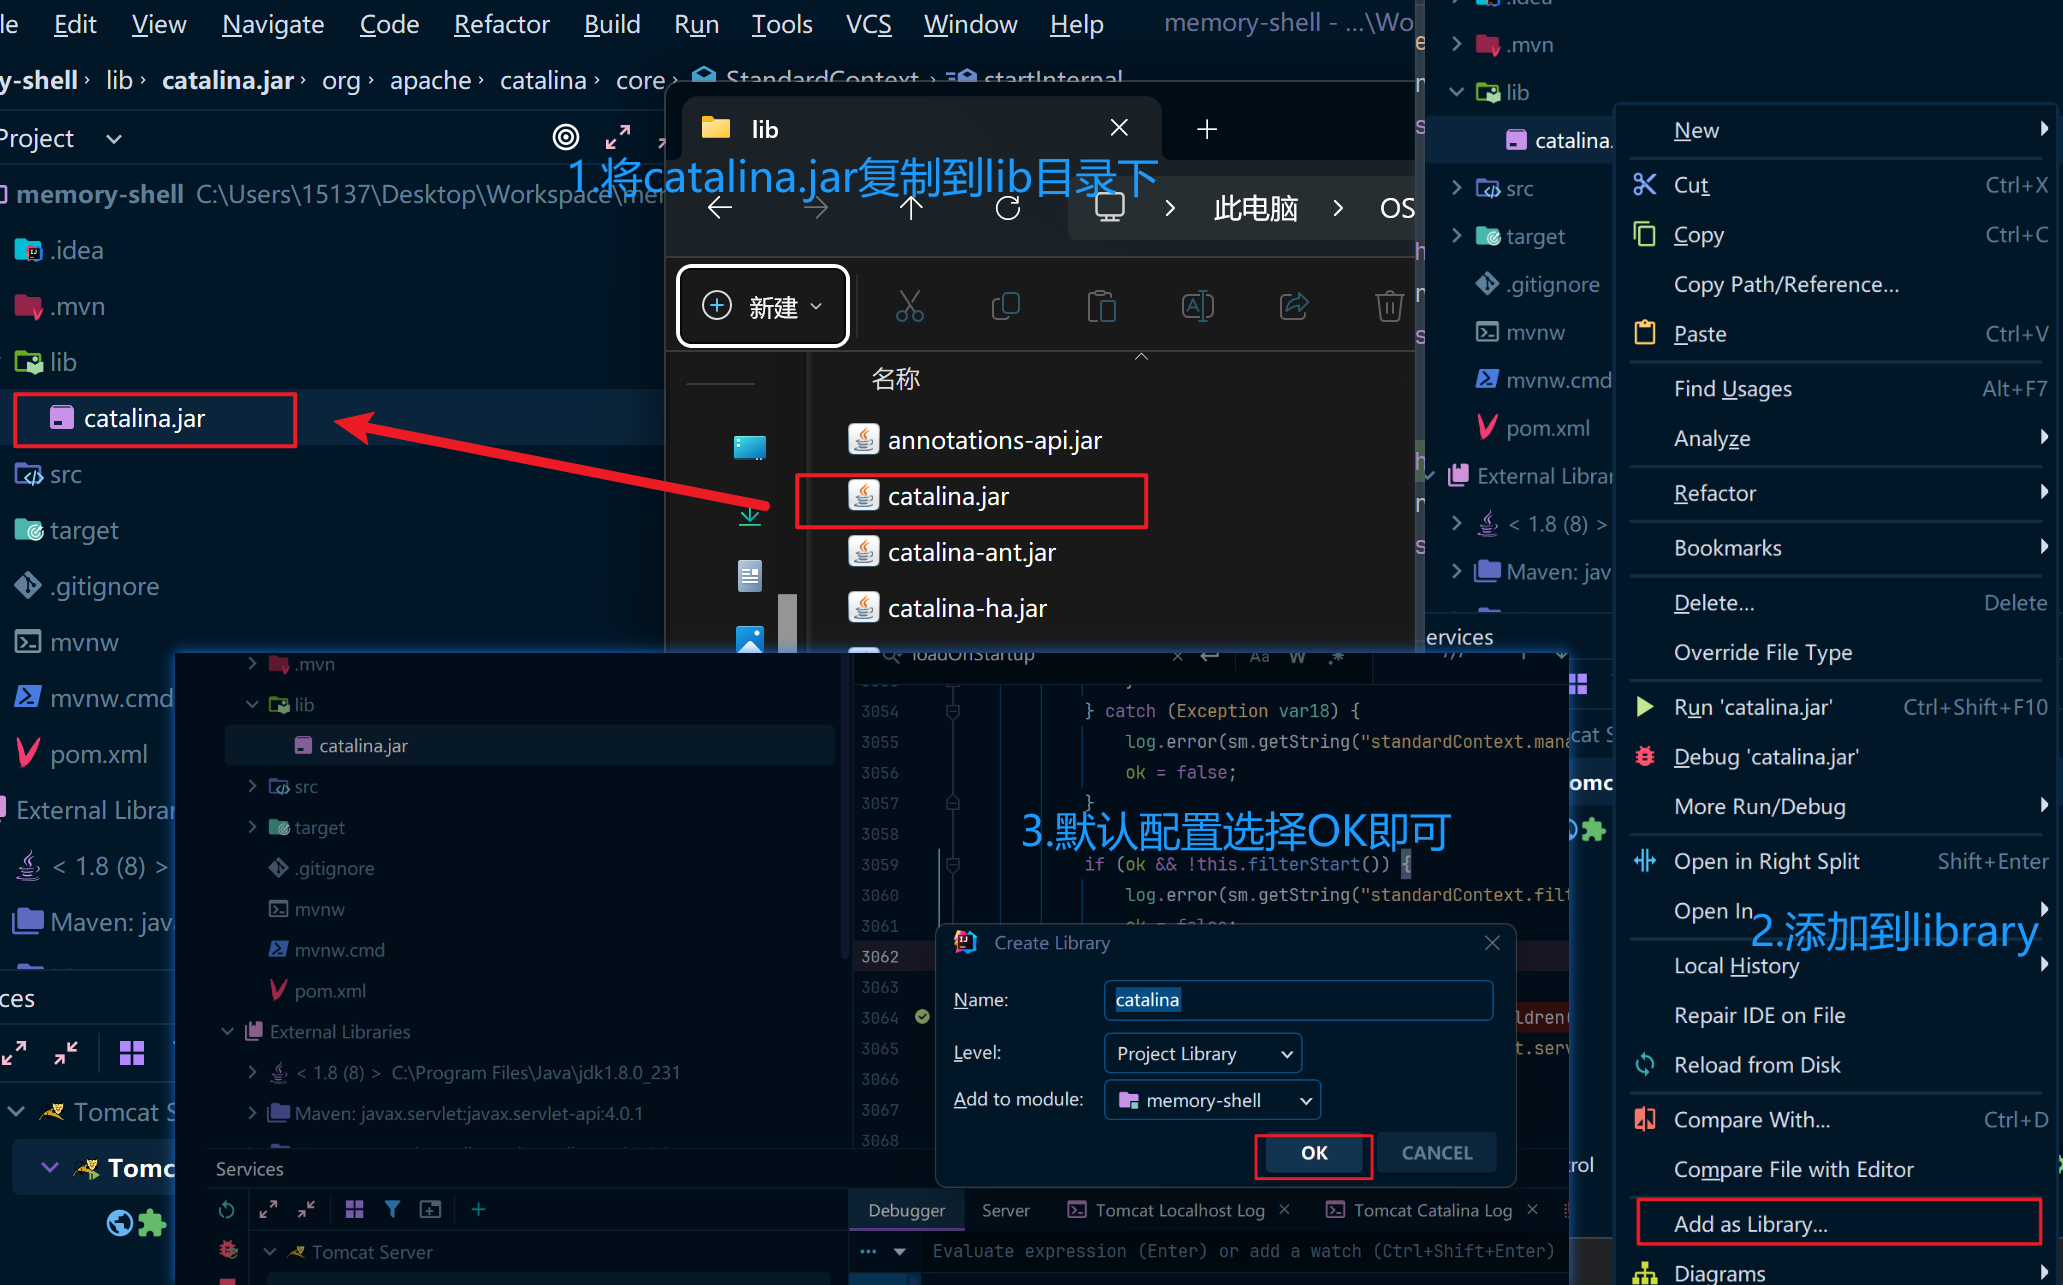 Edit View Navigate Code Refactor Build Run Tools VCS Window Help memory-shell - ...\Wo
y-shell › lib › catalina.jar › org › apache › catalina › core › StandardContext › startInternal
Project
memory-shell C:\Users\15137\Desktop\Workspace\mer
.idea
.mvn
lib
catalina.jar
src
target
.gitignore
mvnw
mvnw.cmd
pom.xml
External Librar
< 1.8 (8) >
Maven: jav
ces
Tomcat S
Tomc
lib
1.将catalina.jar复制到lib目录下
此电脑 OS
新建
名称
annotations-api.jar
catalina.jar
catalina-ant.jar
catalina-ha.jar
.idea
.mvn
lib
catalina.
src
target
.gitignore
mvnw
mvnw.cmd
pom.xml
External Librar
< 1.8 (8) >
Maven: jav
ervices
cat S
omc
rol
New
Cut Ctrl+X
Copy Ctrl+C
Copy Path/Reference...
Paste Ctrl+V
Find Usages Alt+F7
Analyze
Refactor
Bookmarks
Delete... Delete
Override File Type
Run 'catalina.jar' Ctrl+Shift+F10
Debug 'catalina.jar'
More Run/Debug
Open in Right Split Shift+Enter
Open In
2.添加到library
Local History
Repair IDE on File
Reload from Disk
Compare With... Ctrl+D
Compare File with Editor
Add as Library...
Diagrams
.mvn
lib
catalina.jar
src
target
.gitignore
mvnw
mvnw.cmd
pom.xml
External Libraries
< 1.8 (8) > C:\Program Files\Java\jdk1.8.0_231
Maven: javax.servlet:javax.servlet-api:4.0.1
Services
Tomcat Server
loadOnStartup
Aa W .*
3054 } catch (Exception var18) {
3055 log.error(sm.getString("standardContext.mana
3056 ok = false;
3057 }
3058
3.默认配置选择OK即可
3059 if (ok && !this.filterStart()) {
3060 log.error(sm.getString("standardContext.filt
3061 ok = false;
3062
3063
3064 ldren(
3065 t.serv
3066
3067
3068
Create Library
Name: catalina
Level: Project Library
Add to module: memory-shell
OK CANCEL
Debugger Server Tomcat Localhost Log Tomcat Catalina Log
Evaluate expression (Enter) or add a watch (Ctrl+Shift+Enter)